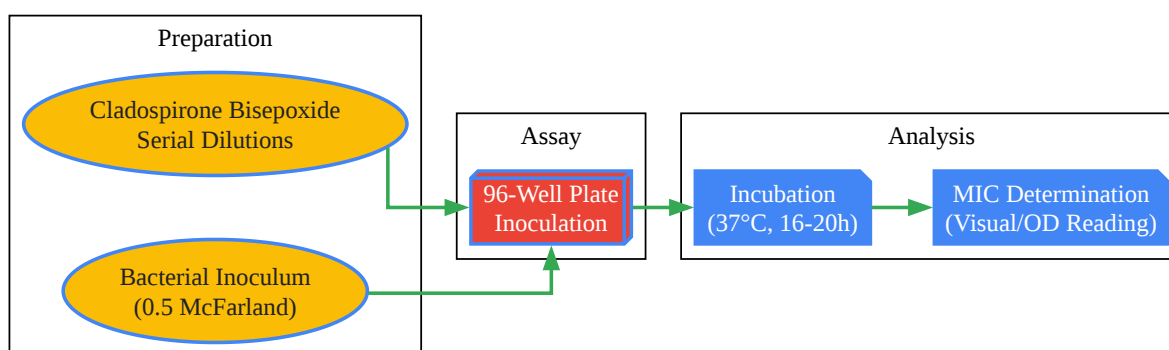 Preparation
Cladospirone Bisepoxide
Serial Dilutions
Bacterial Inoculum
(0.5 McFarland)
Assay
96-Well Plate
Inoculation
Analysis
Incubation
(37°C, 16-20h)
MIC Determination
(Visual/OD Reading)